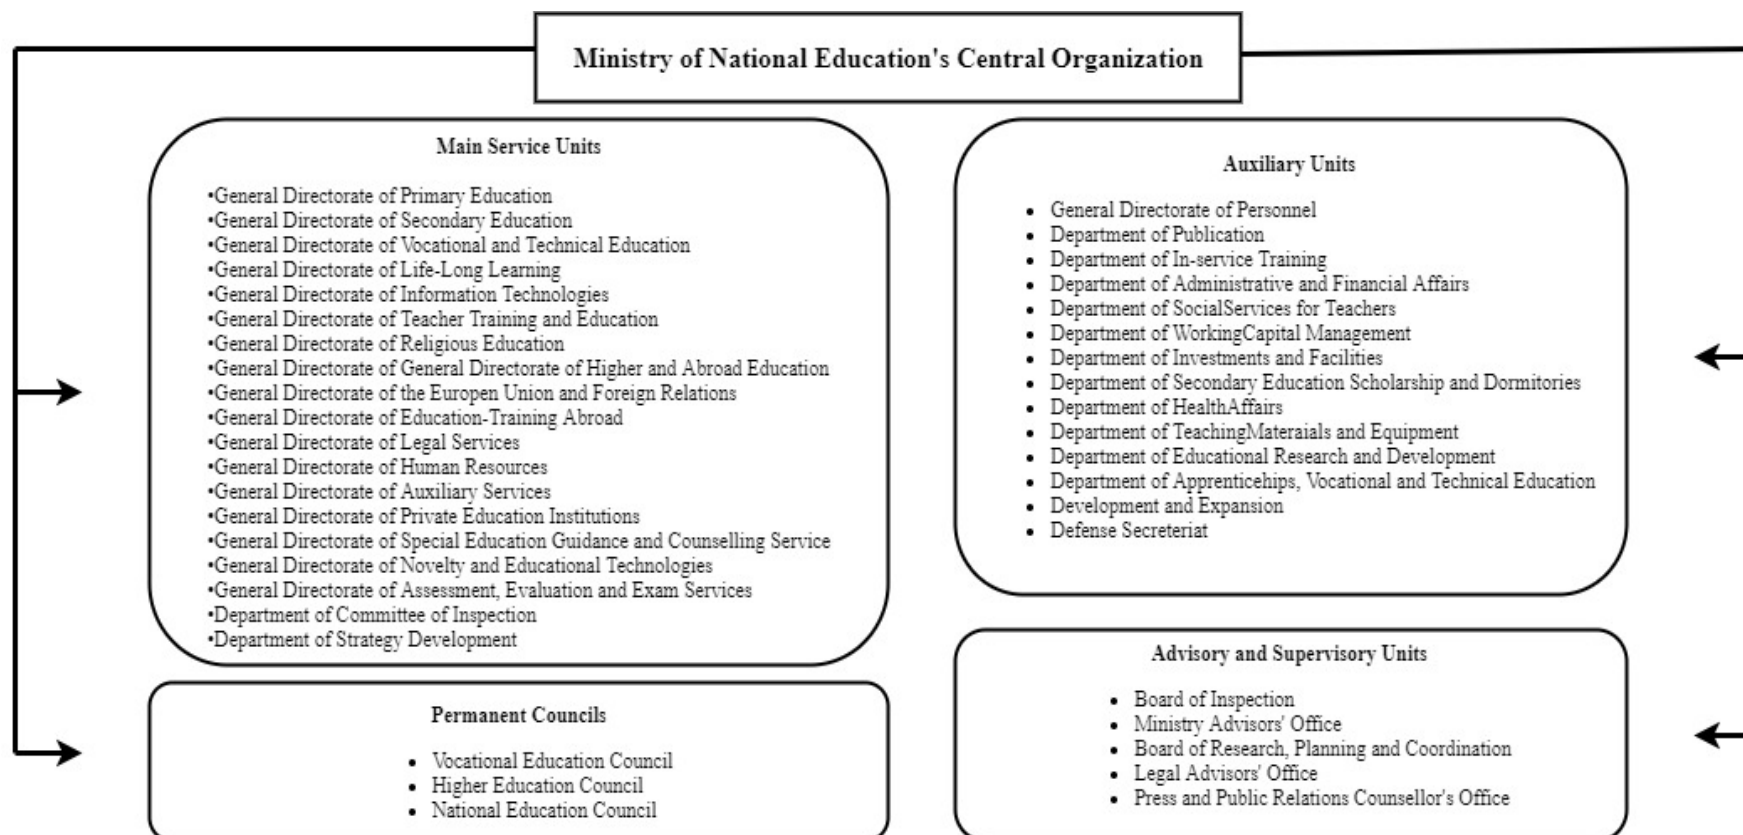 Ministry of National Education's Central Organization
Main Service Units
•General Directorate of Primary Education
•General Directorate of Secondary Education
•General Directorate of Vocational and Technical Education
•General Directorate of Life-Long Learning
•General Directorate of Information Technologies
•General Directorate of Teacher Training and Education
•General Directorate of Religious Education
•General Directorate of General Directorate of Higher and Abroad Education
•General Directorate of the Europen Union and Foreign Relations
•General Directorate of Education-Training Abroad
•General Directorate of Legal Services
•General Directorate of Human Resources
•General Directorate of Auxiliary Services
•General Directorate of Private Education Institutions
•General Directorate of Special Education Guidance and Counselling Service
•General Directorate of Novelty and Educational Technologies
•General Directorate of Assessment, Evaluation and Exam Services
•Department of Committee of Inspection
•Department of Strategy Development
Auxiliary Units
• General Directorate of Personnel
• Department of Publication
• Department of In-service Training
• Department of Administrative and Financial Affairs
• Department of SocialServices for Teachers
• Department of WorkingCapital Management
• Department of Investments and Facilities
• Department of Secondary Education Scholarship and Dormitories
• Department of HealthAffairs
• Department of TeachingMateraials and Equipment
• Department of Educational Research and Development
• Department of Apprenticehips, Vocational and Technical Education
• Development and Expansion
• Defense Secreteriat
Permanent Councils
• Vocational Education Council
• Higher Education Council
• National Education Council
Advisory and Supervisory Units
• Board of Inspection
• Ministry Advisors' Office
• Board of Research, Planning and Coordination
• Legal Advisors' Office
• Press and Public Relations Counsellor's Office